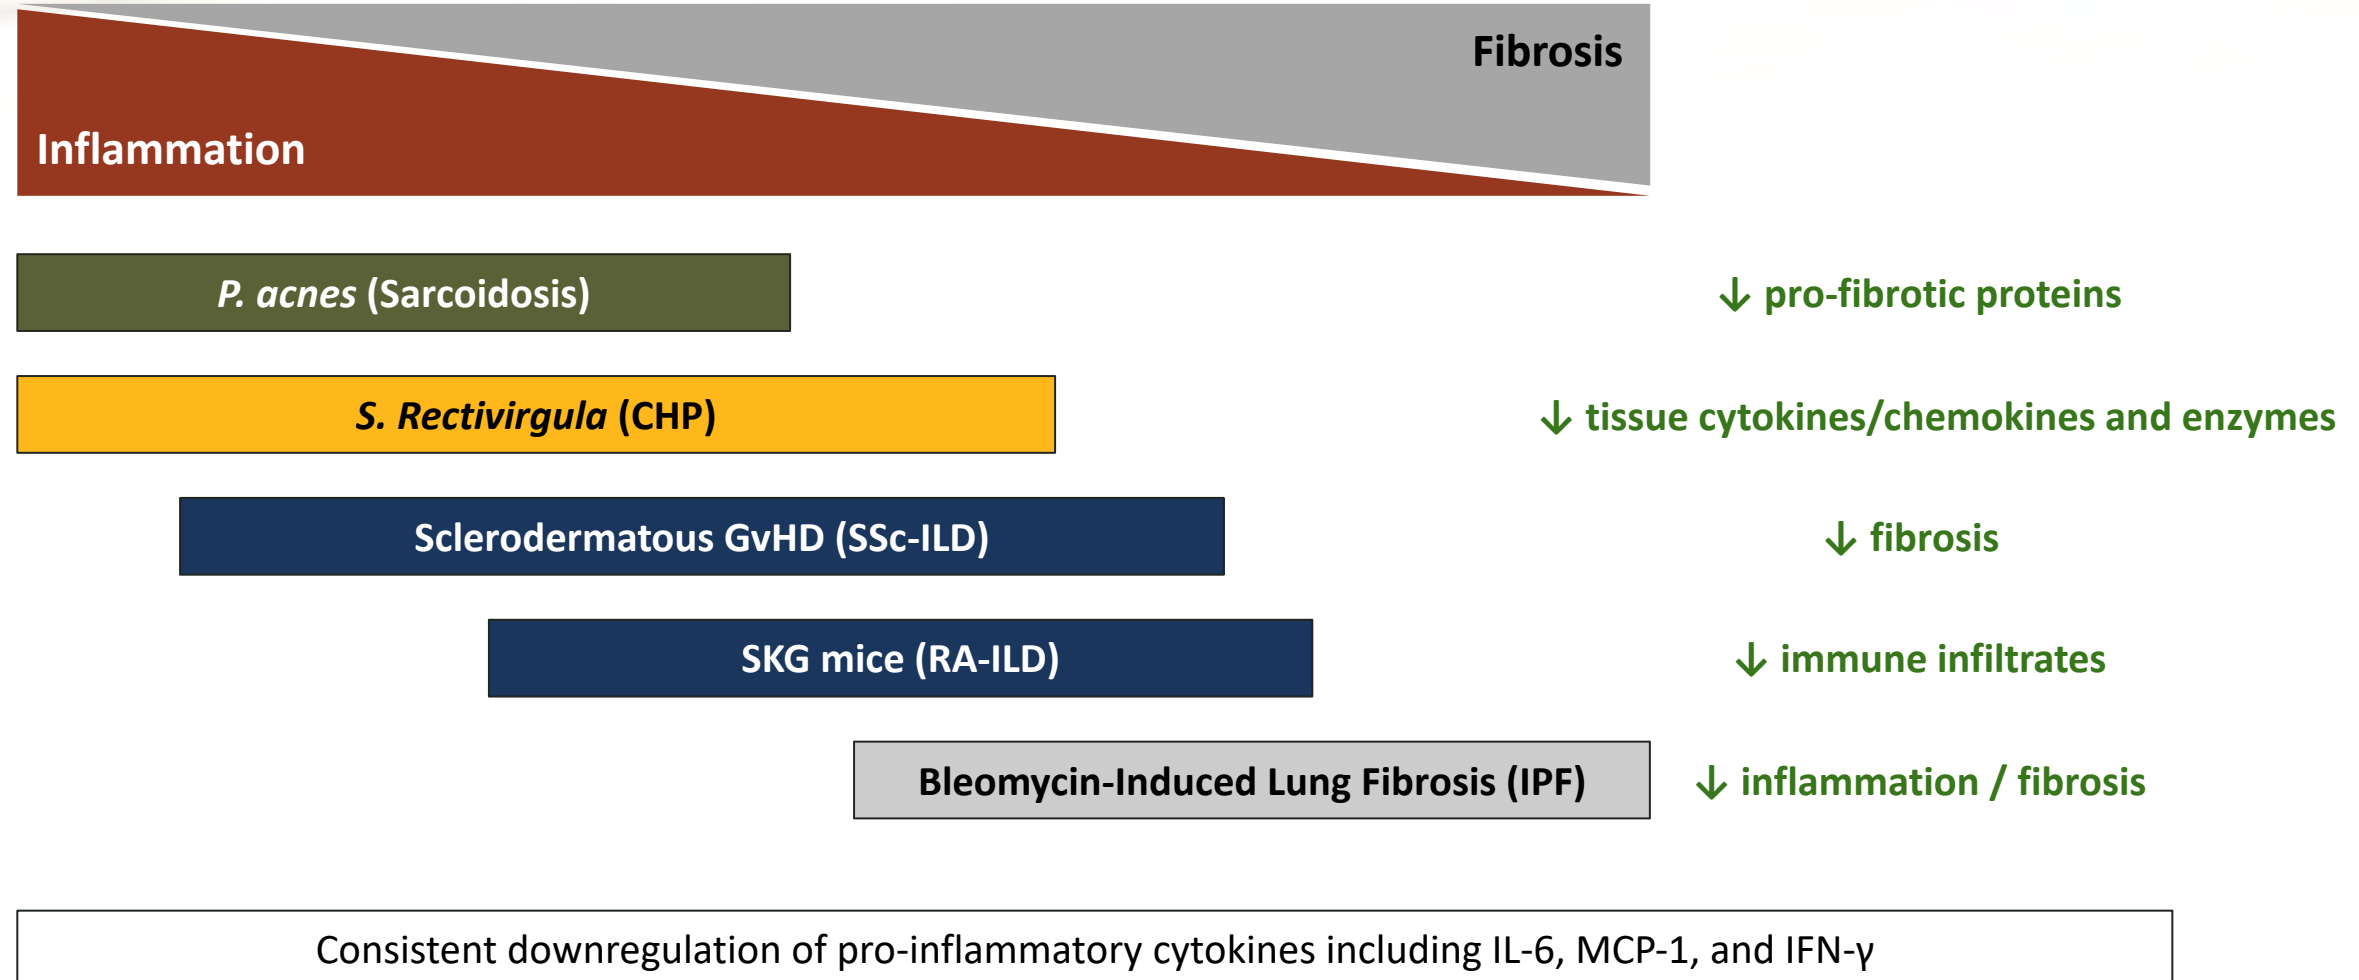 Fibrosis
Inflammation
P. acnes (Sarcoidosis)
↓ pro-fibrotic proteins
S. Rectivirgula (CHP)
↓ tissue cytokines/chemokines and enzymes
Sclerodermatous GvHD (SSc-ILD)
↓ fibrosis
SKG mice (RA-ILD)
↓ immune infiltrates
Bleomycin-Induced Lung Fibrosis (IPF)
↓ inflammation / fibrosis
Consistent downregulation of pro-inflammatory cytokines including IL-6, MCP-1, and IFN-γ